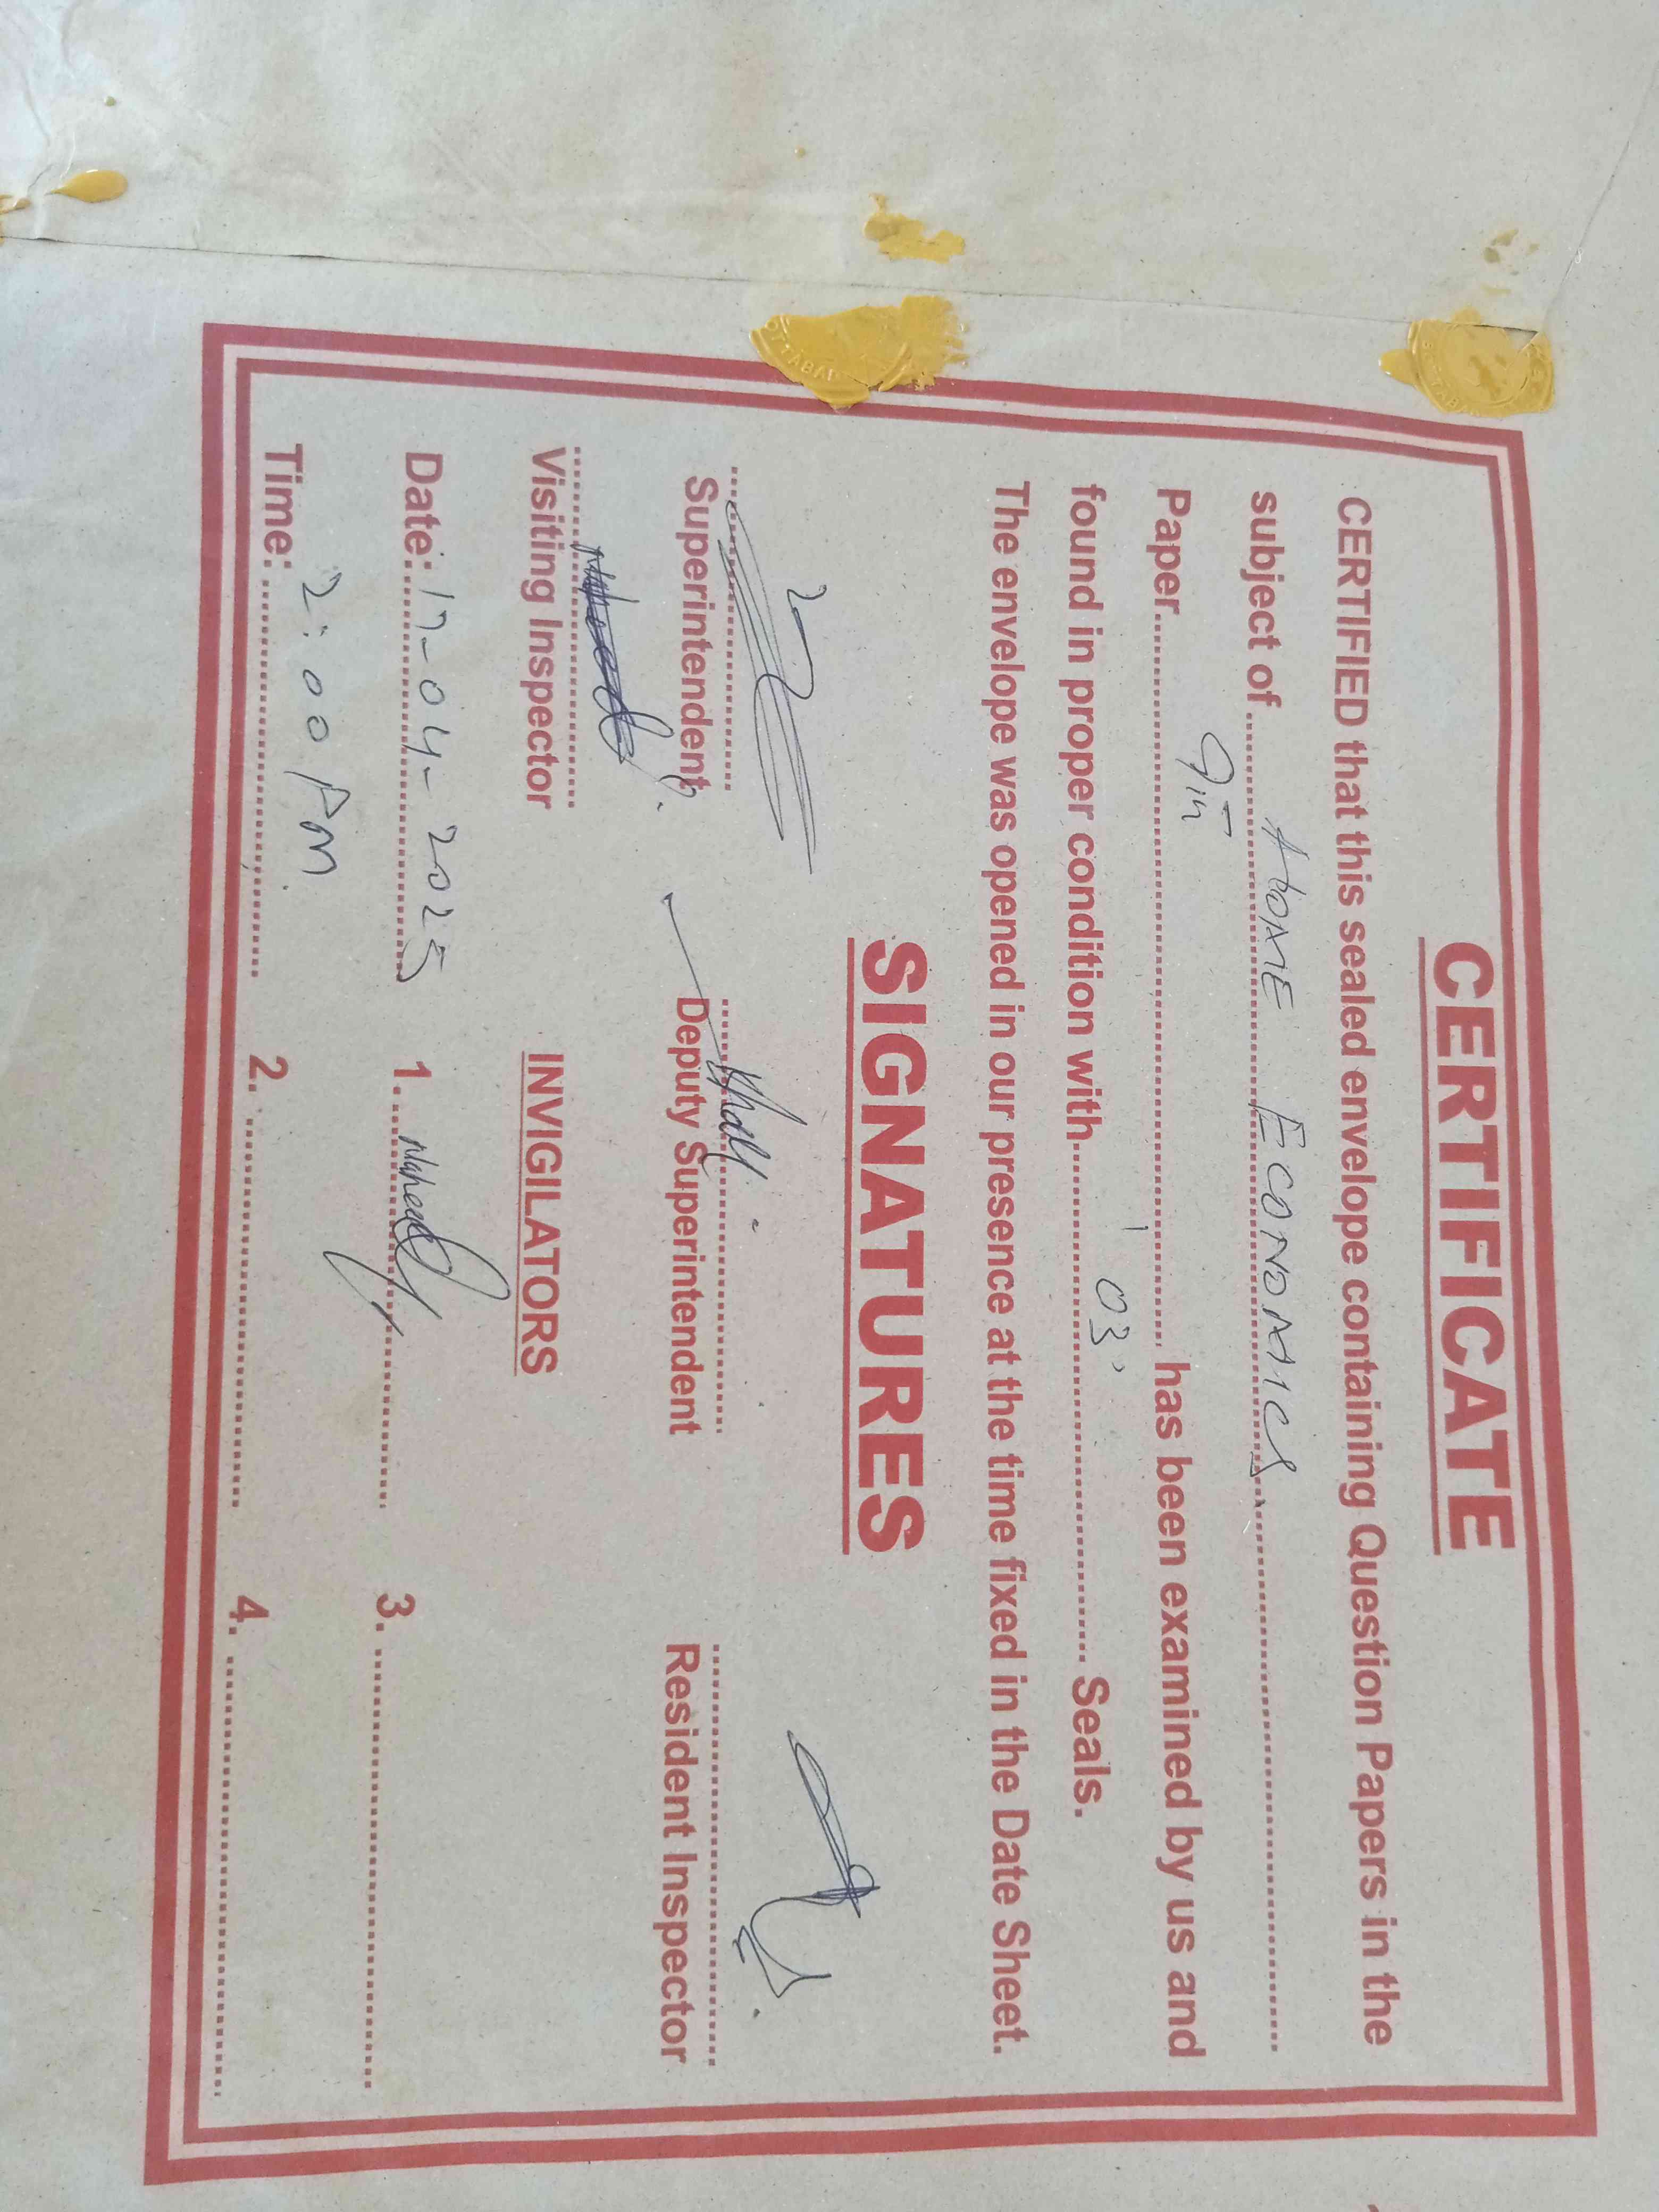 CERTIFICATE
CERTIFIED that this sealed envelope containing Question Papers in the
subject of Home Economics
Paper 9th has been examined by us and
found in proper condition with "03" Seals.
The envelope was opened in our presence at the time fixed in the Date Sheet.
SIGNATURES
Superintendent Deputy Superintendent Resident Inspector
Visiting Inspector INVIGILATORS
Date: 17-04-2025 1. 3.
Time: 2:00 PM. 2. 4.